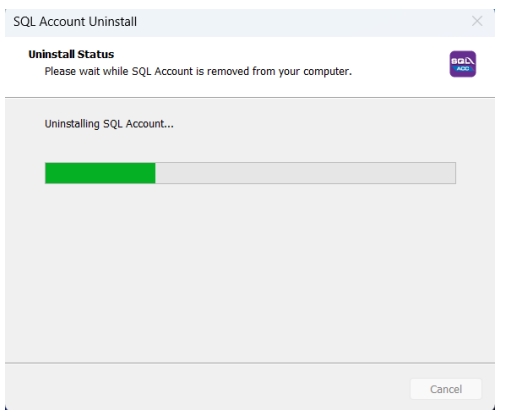 SQL Account Uninstall
Uninstall Status
Please wait while SQL Account is removed from your computer.
SQL
ACC
Uninstalling SQL Account...
Cancel